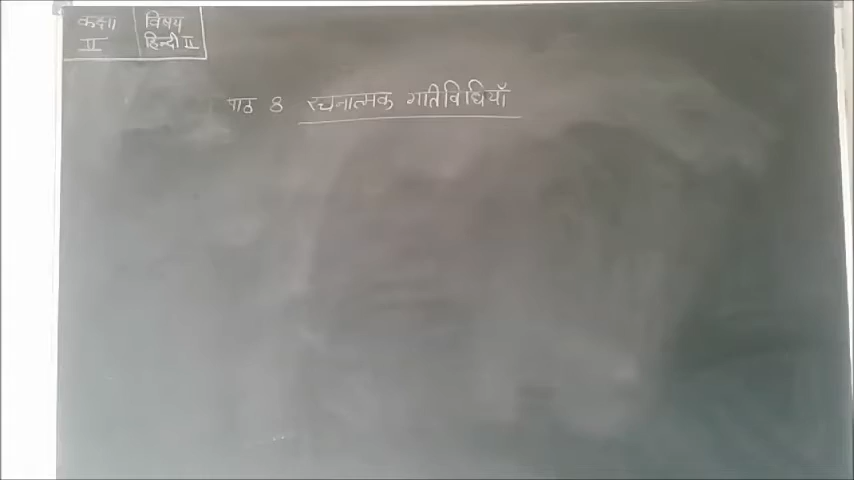 कक्षा II
विषय हिन्दी II
पाठ 8 रचनात्मक गतिविधियाँ